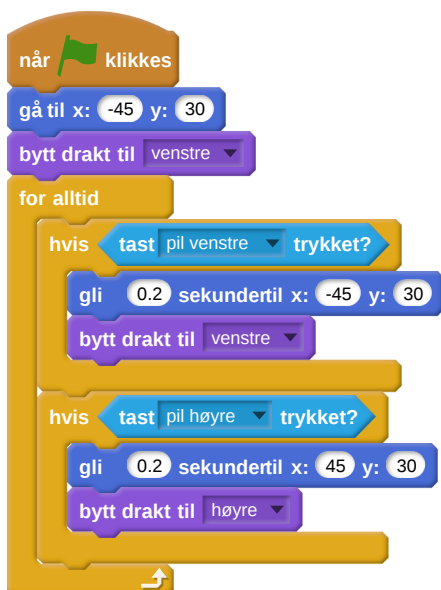 når klikkes
gå til x: -45 y: 30
bytt drakt til venstre
for alltid
hvis tast pil venstre trykket?
gli 0.2 sekundertil x: -45 y: 30
bytt drakt til venstre
hvis tast pil høyre trykket?
gli 0.2 sekundertil x: 45 y: 30
bytt drakt til høyre